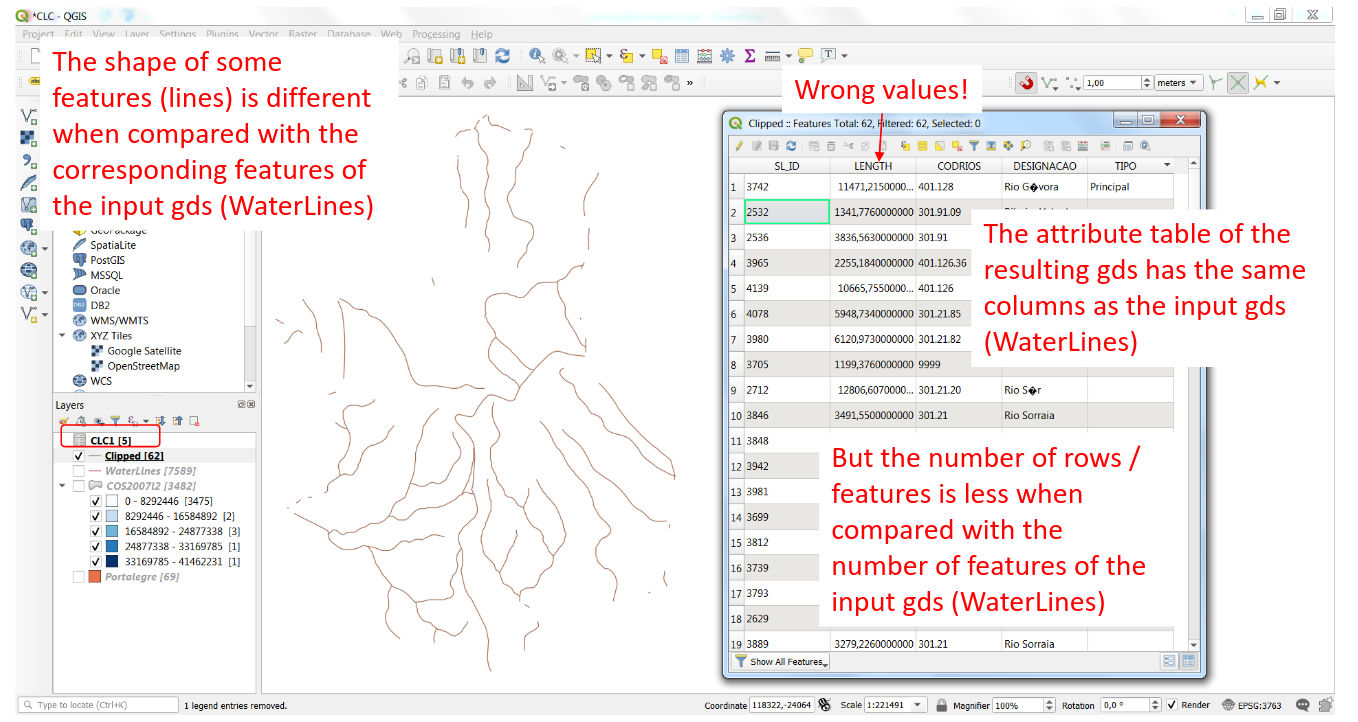 *CLC - QGIS
Project Edit View Layer Settings Plugins Vector Raster Database Web Processing Help
The shape of some
features (lines) is different
when compared with the
corresponding features of
the input gds (WaterLines)
Wrong values!
1,00 meters
GeoPackage
SpatiaLite
PostGIS
MSSQL
Oracle
DB2
WMS/WMTS
XYZ Tiles
Google Satellite
OpenStreetMap
WCS
Layers
CLC1 [5]
Clipped [62]
WaterLines [7589]
COS2007l2 [3482]
0 - 8292446 [3475]
8292446 - 16584892 [2]
16584892 - 24877338 [3]
24877338 - 33169785 [1]
33169785 - 41462231 [1]
Portalegre [69]
Clipped :: Features Total: 62, Filtered: 62, Selected: 0
SL_ID LENGTH CODRIOS DESIGNACAO TIPO
1 3742 11471,2150000... 401.128 Rio G�vora Principal
2 2532 1341,7760000000 301.91.09
3 2536 3836,5630000000 301.91
4 3965 2255,1840000000 401.126.36
5 4139 10665,7550000... 401.126
6 4078 5948,7340000000 301.21.85
7 3980 6120,9730000000 301.21.82
8 3705 1199,3760000000 9999
9 2712 12806,6070000... 301.21.20 Rio S�r
10 3846 3491,5500000000 301.21 Rio Sorraia
11 3848
12 3942
13 3981
14 3699
15 3812
16 3739
17 3793
18 2629
19 3889 3279,2260000000 301.21 Rio Sorraia
The attribute table of the
resulting gds has the same
columns as the input gds
(WaterLines)
But the number of rows /
features is less when
compared with the
number of features of the
input gds (WaterLines)
Show All Features
Type to locate (Ctrl+K) 1 legend entries removed. Coordinate 118322,-24064 Scale 1:221491 Magnifier 100% Rotation 0,0 ° Render EPSG:3763